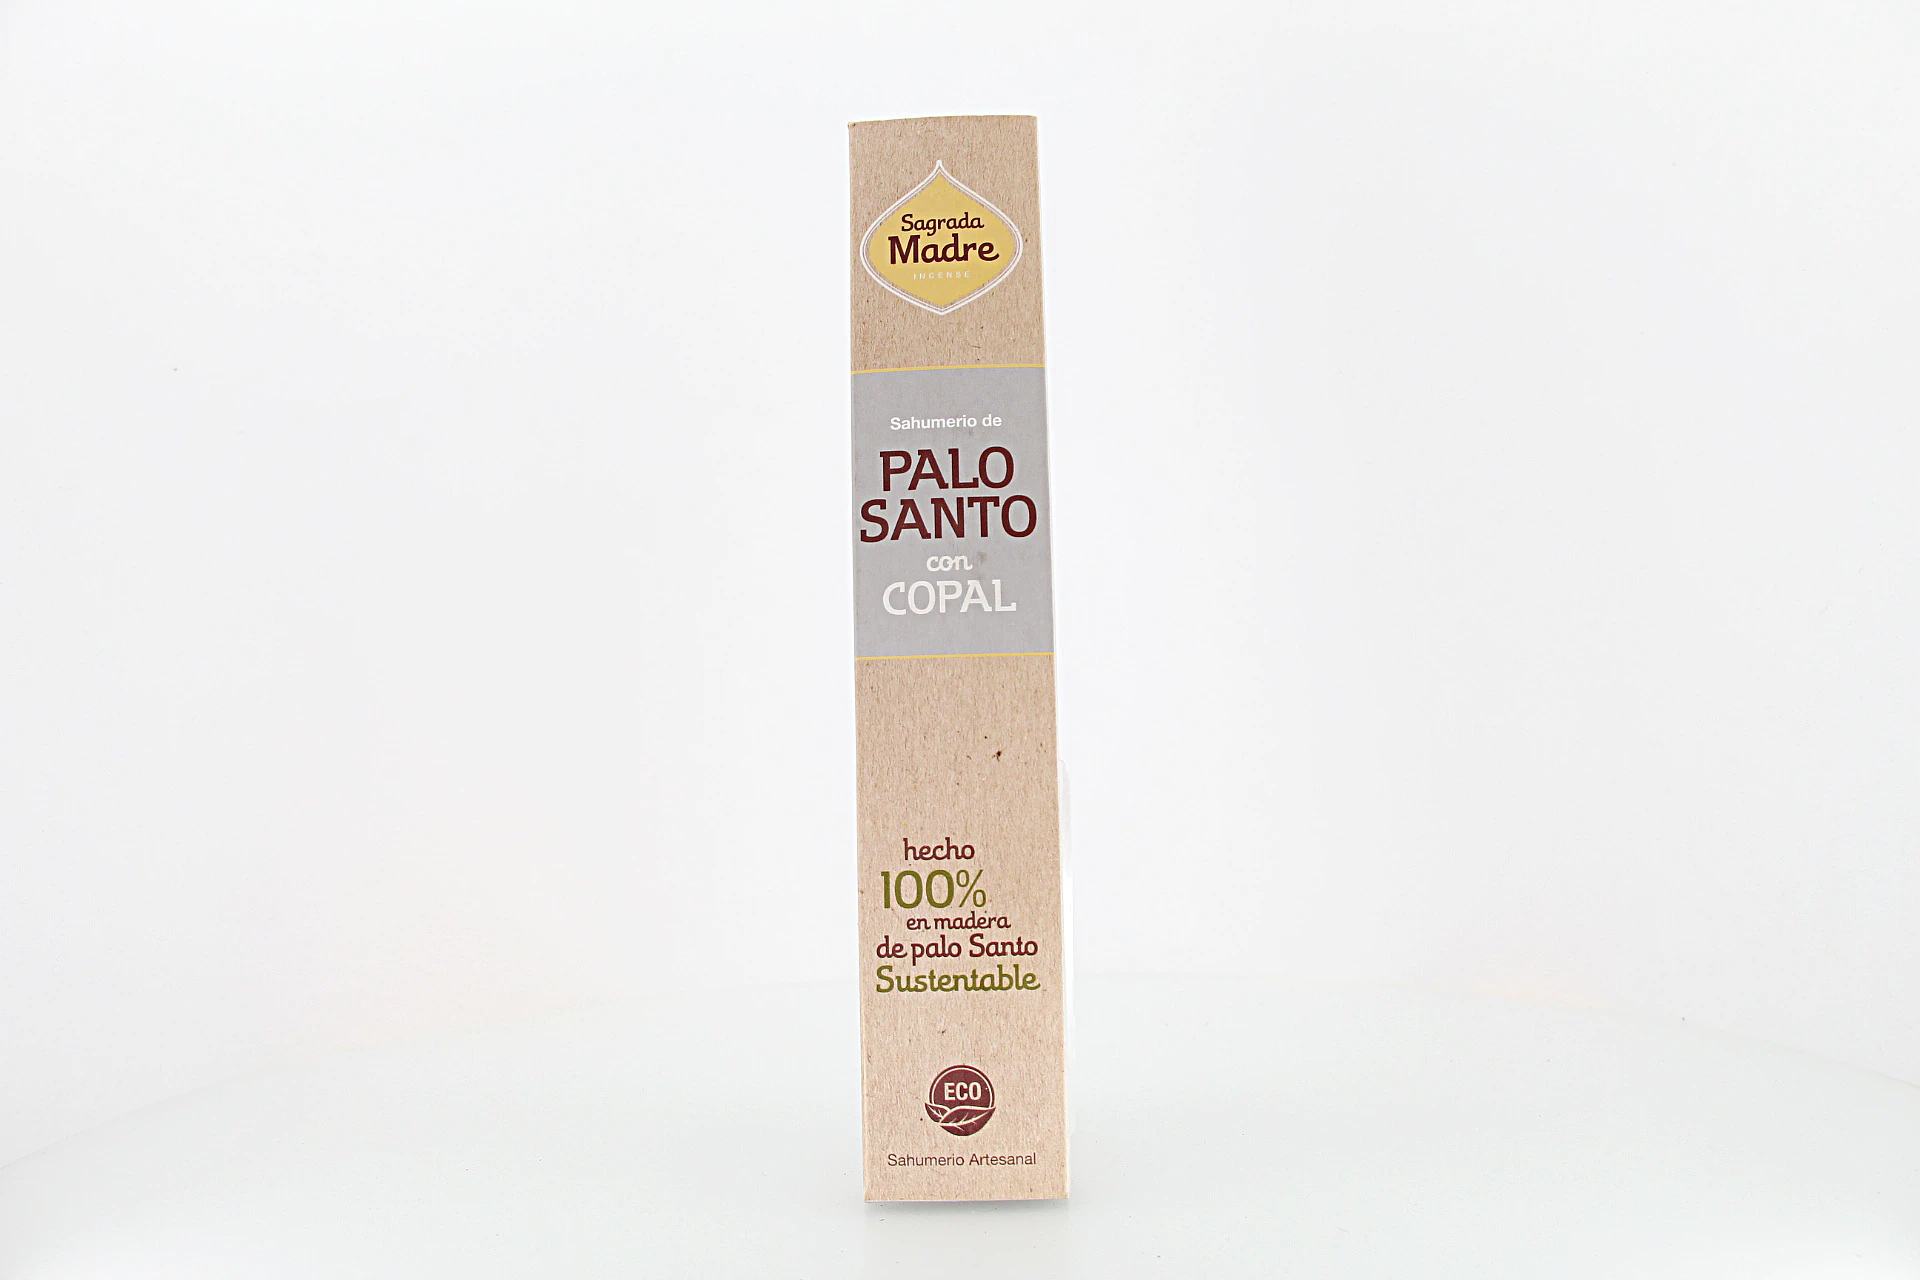 Sagrada
Madre
INCENSE
Sahumerio de
PALO
SANTO
con
COPAL
hecho
100%
en madera
de palo Santo
Sustentable
ECO
Sahumerio Artesanal